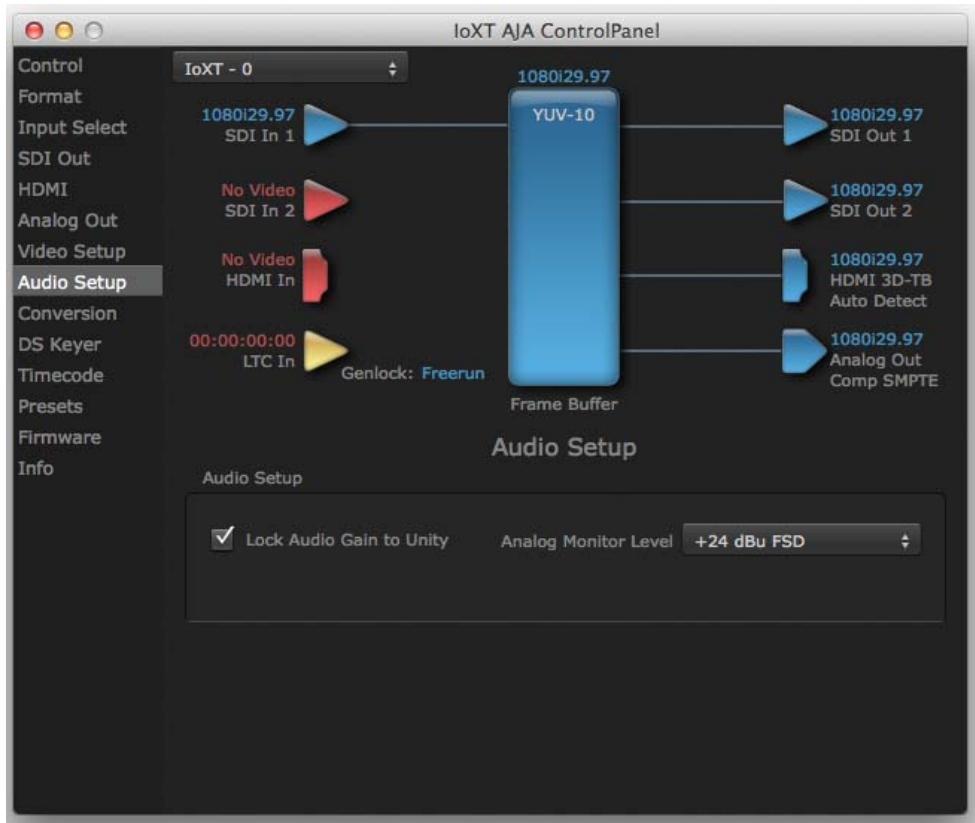 IoXT AJA ControlPanel
Control
Format
Input Select
SDI Out
HDMI
Analog Out
Video Setup
Audio Setup
Conversion
DS Keyer
Timecode
Presets
Firmware
Info
IoXT - 0
1080i29.97
SDI In 1
No Video
SDI In 2
No Video
HDMI In
00:00:00:00
LTC In
Genlock: Freerun
1080i29.97
YUV-10
Frame Buffer
1080i29.97
SDI Out 1
1080i29.97
SDI Out 2
1080i29.97
HDMI 3D-TB
Auto Detect
1080i29.97
Analog Out
Comp SMPTE
Audio Setup
Audio Setup
Lock Audio Gain to Unity
Analog Monitor Level
+24 dBu FSD